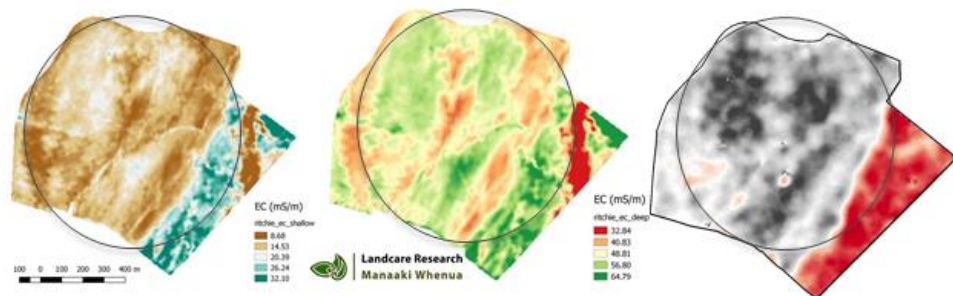 EC (mS/m)
ritchie_ec_shallow
8.68
14.53
20.39
26.24
32.10
100 0 100 200 300 400 m
Landcare Research
Manaaki Whenua
EC (mS/m)
ritchie_ec_deep
32.84
40.83
48.81
56.80
64.79